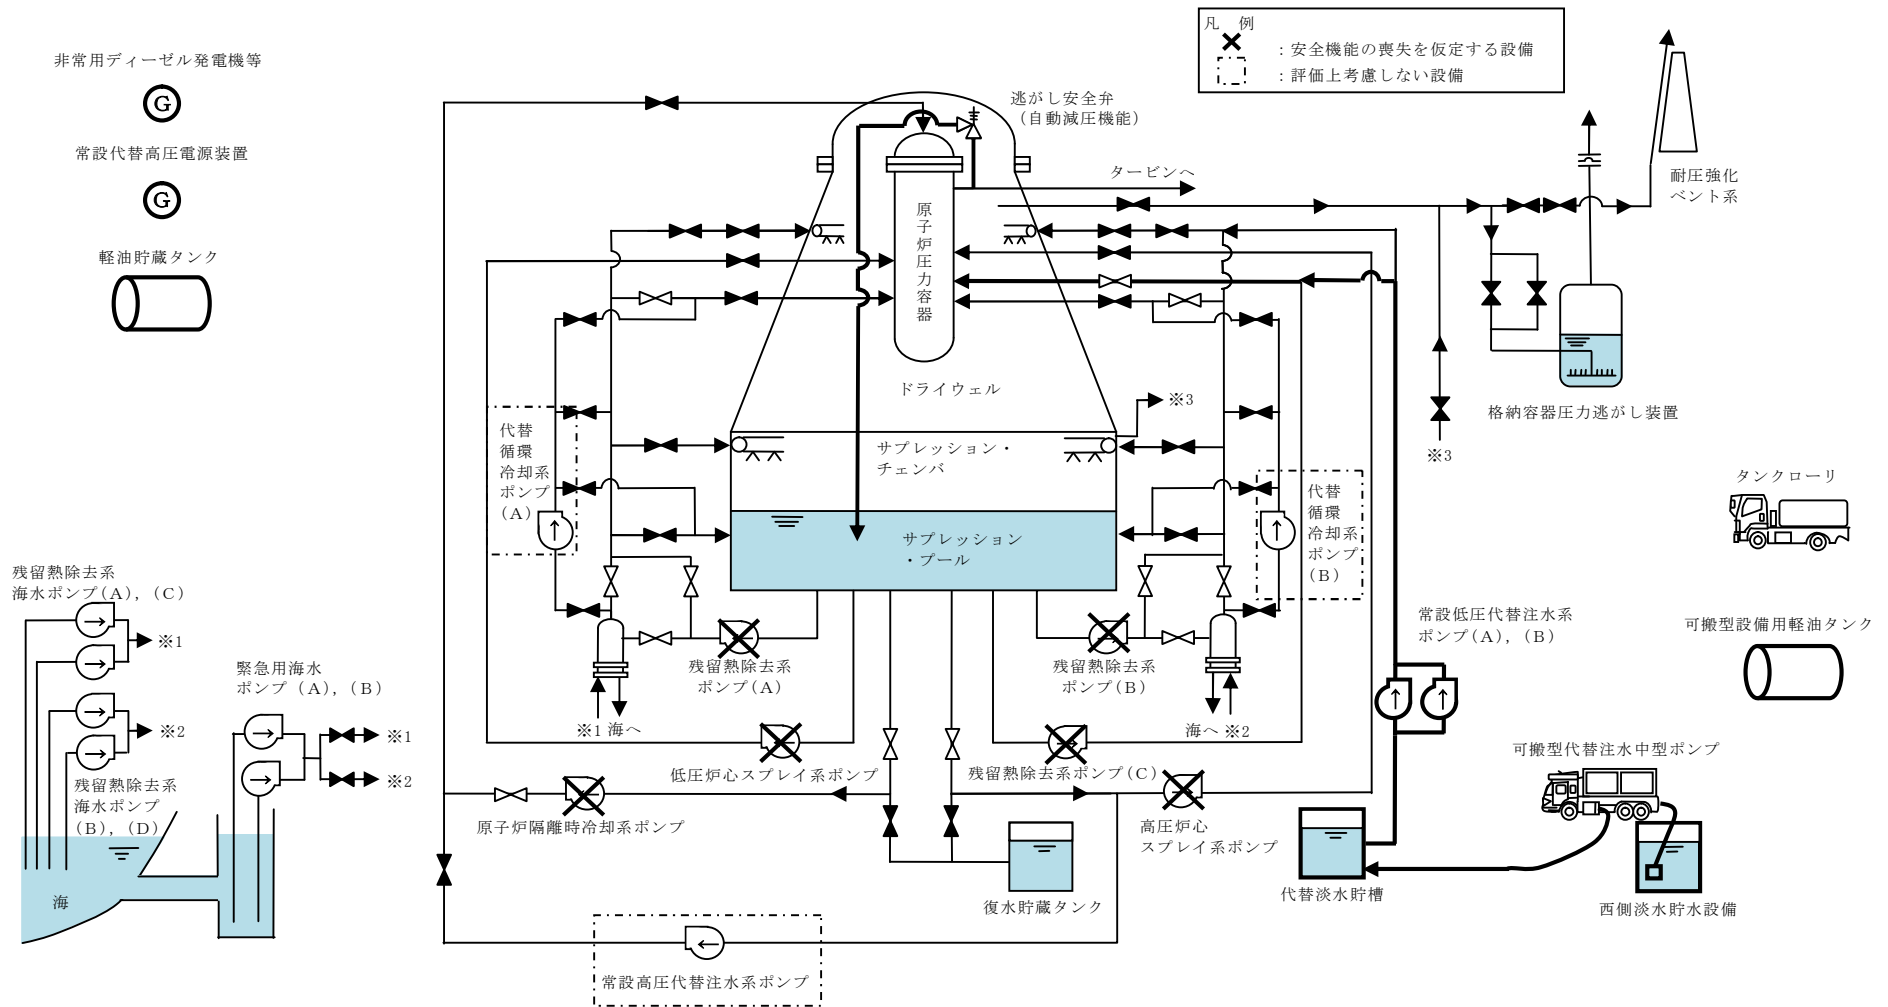 凡 例
：安全機能の喪失を仮定する設備
：評価上考慮しない設備
非常用ディーゼル発電機等
G
常設代替高圧電源装置
G
軽油貯蔵タンク
逃がし安全弁
（自動減圧機能）
タービンへ
原子炉圧力容器
耐圧強化
ベント系
ドライウェル
※3
格納容器圧力逃がし装置
※3
代替
循環
冷却系
ポンプ
（A）
サプレッション・
チェンバ
サプレッション
・プール
代替
循環
冷却系
ポンプ
（B）
タンクローリ
残留熱除去系
海水ポンプ（A），（C）
※1
※2
残留熱除去系
海水ポンプ
（B），（D）
緊急用海水
ポンプ（A），（B）
※1
※2
海
残留熱除去系
ポンプ（A）
残留熱除去系
ポンプ（B）
※1 海へ
海へ ※2
常設低圧代替注水系
ポンプ（A），（B）
可搬型設備用軽油タンク
低圧炉心スプレイ系ポンプ
残留熱除去系ポンプ（C）
可搬型代替注水中型ポンプ
原子炉隔離時冷却系ポンプ
高圧炉心
スプレイ系ポンプ
復水貯蔵タンク
代替淡水貯槽
西側淡水貯水設備
常設高圧代替注水系ポンプ